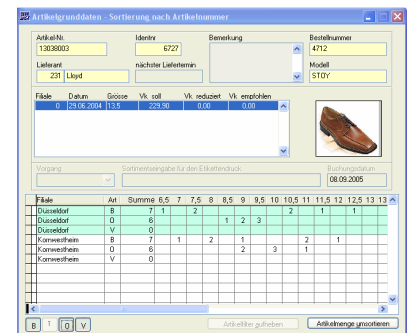 Artikelgrunddaten - Sortierung nach Artikelnummer
Artikel-Nr. Identnr Bemerkung Bestellnummer
13038003 6727 4712
Lieferant nächster Liefertermin Modell
231 Lloyd STOY
Filiale Datum Grösse Vk soll Vk reduziert Vk empfohlen
0 29.06.2004 13,5 229,90 0,00 0,00
Vorgang Sortimentseingabe für den Etikettendruck Buchungsdatum
08.09.2005
Filiale Art Summe 6,5 7 7,5 8 8,5 9 9,5 10 10,5 11 11,5 12 12,5 13 13
Düsseldorf B 7 1 2 2 1 1
Düsseldorf O 6 1 2 3
Düsseldorf V 0
Kornwestheim B 7 1 2 1 2 1
Kornwestheim O 6 2 3 1
Kornwestheim V 0
B 1 O V Artikelfilter aufheben Artikelmenge umsortieren